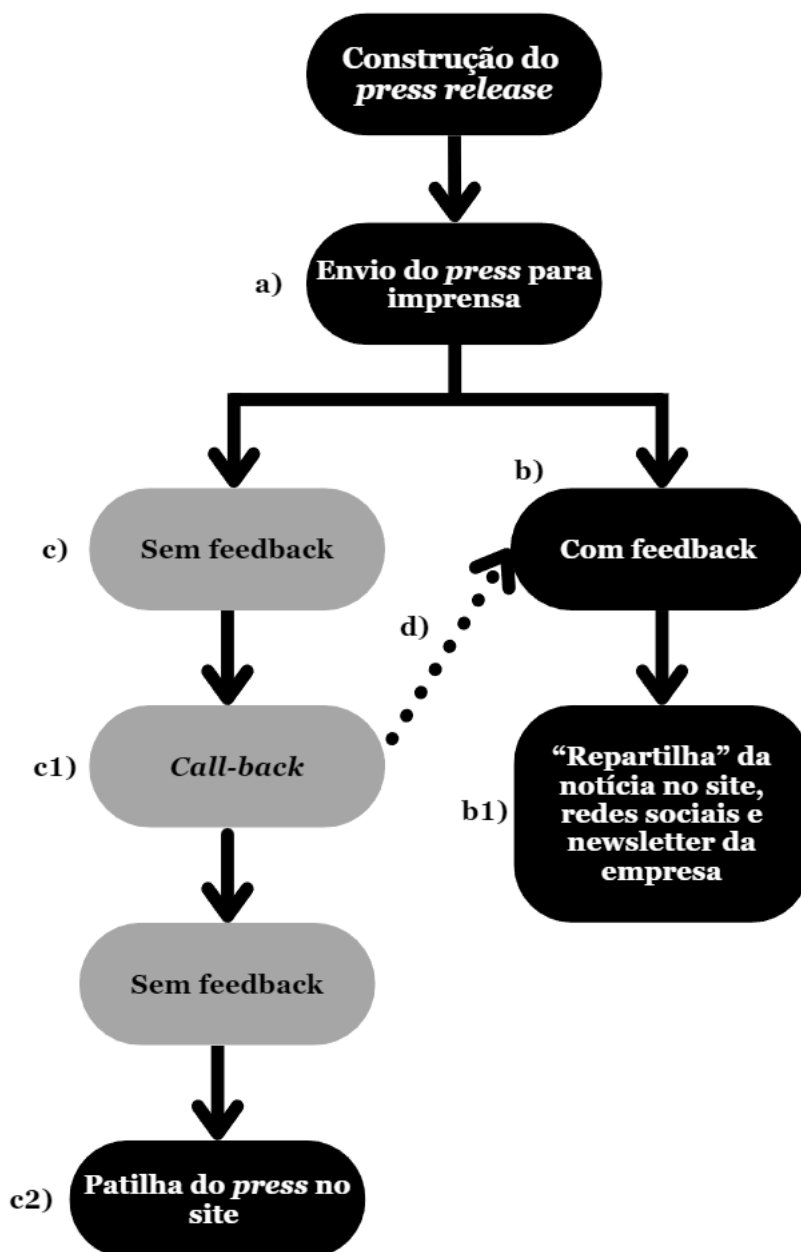 Construção do
press release
a)
Envio do press para
imprensa
b)
c)
Sem feedback
Com feedback
d)
c1)
Call-back
b1)
“Repartilha” da
notícia no site,
redes sociais e
newsletter da
empresa
Sem feedback
c2)
Patilha do press no
site